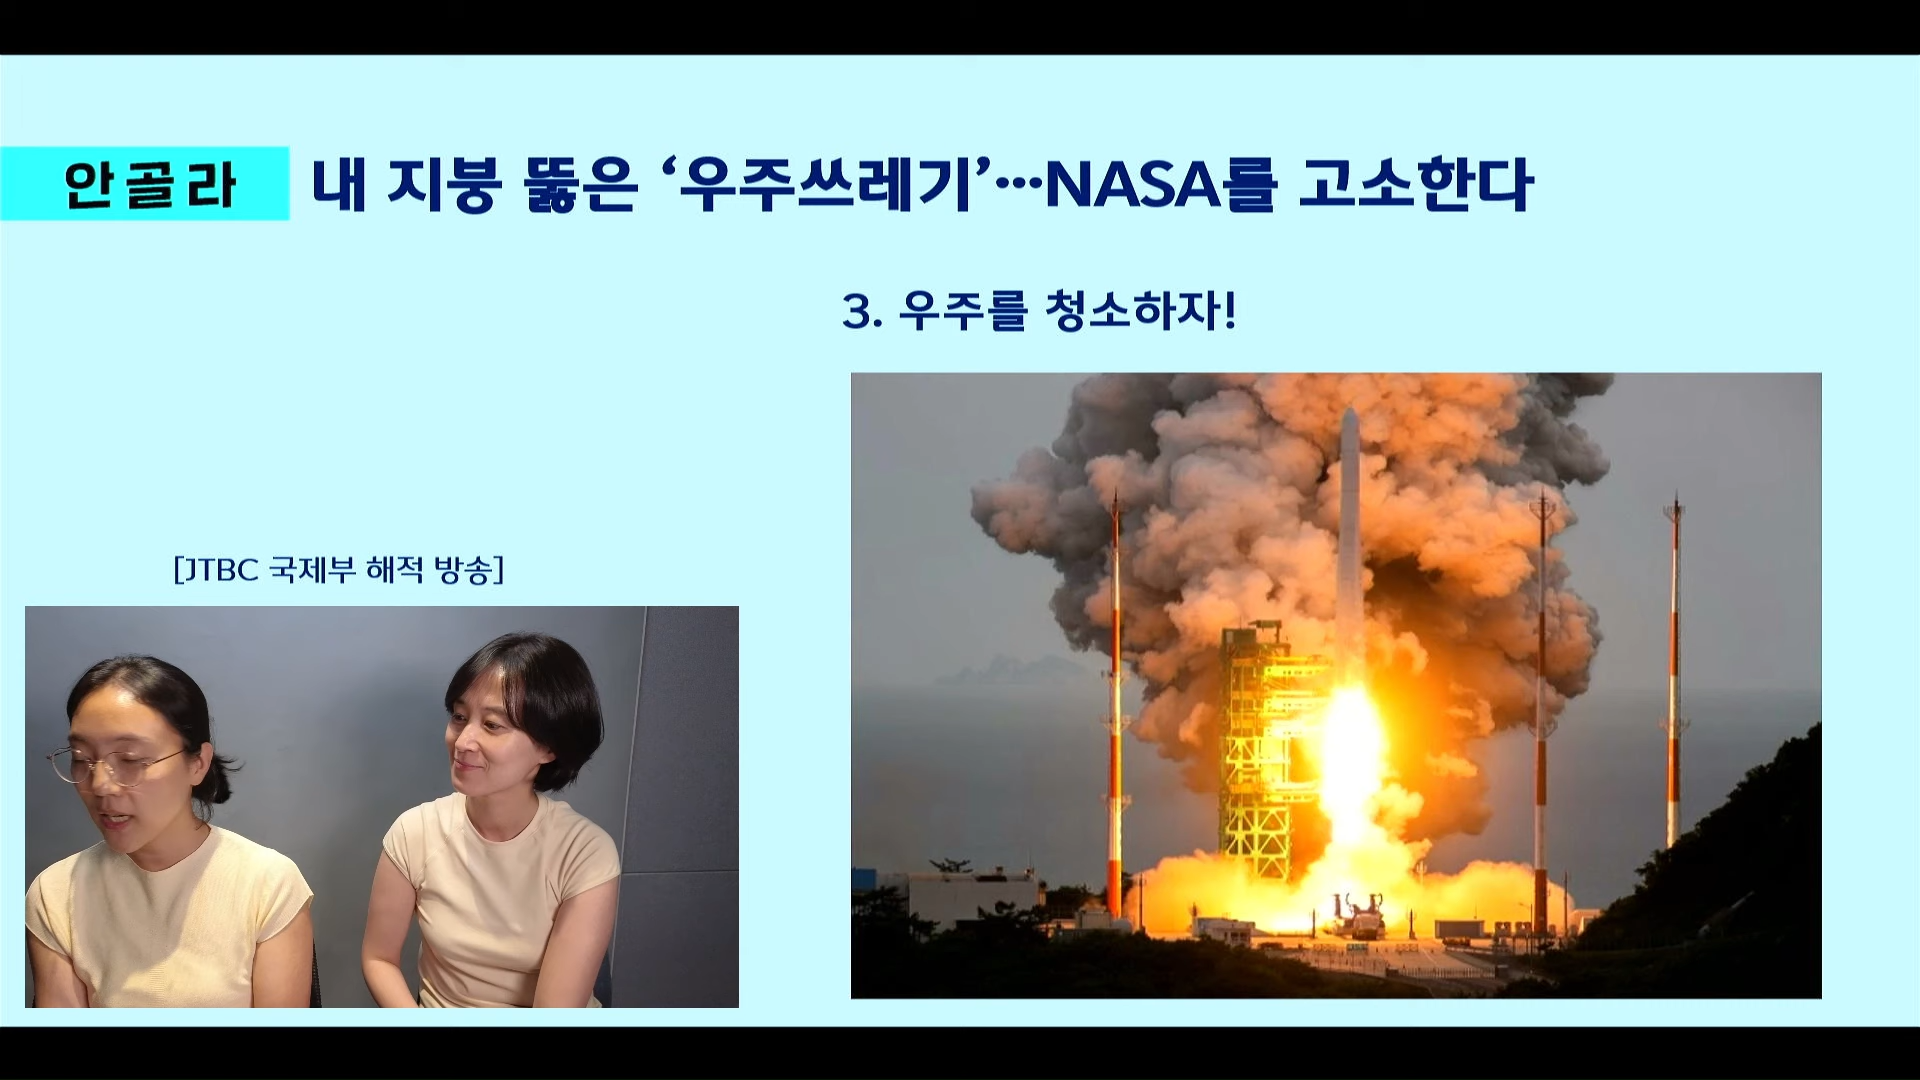 안골라
내 지붕 뚫은 ‘우주쓰레기’…NASA를 고소한다
3. 우주를 청소하자!
[JTBC 국제부 해적 방송]